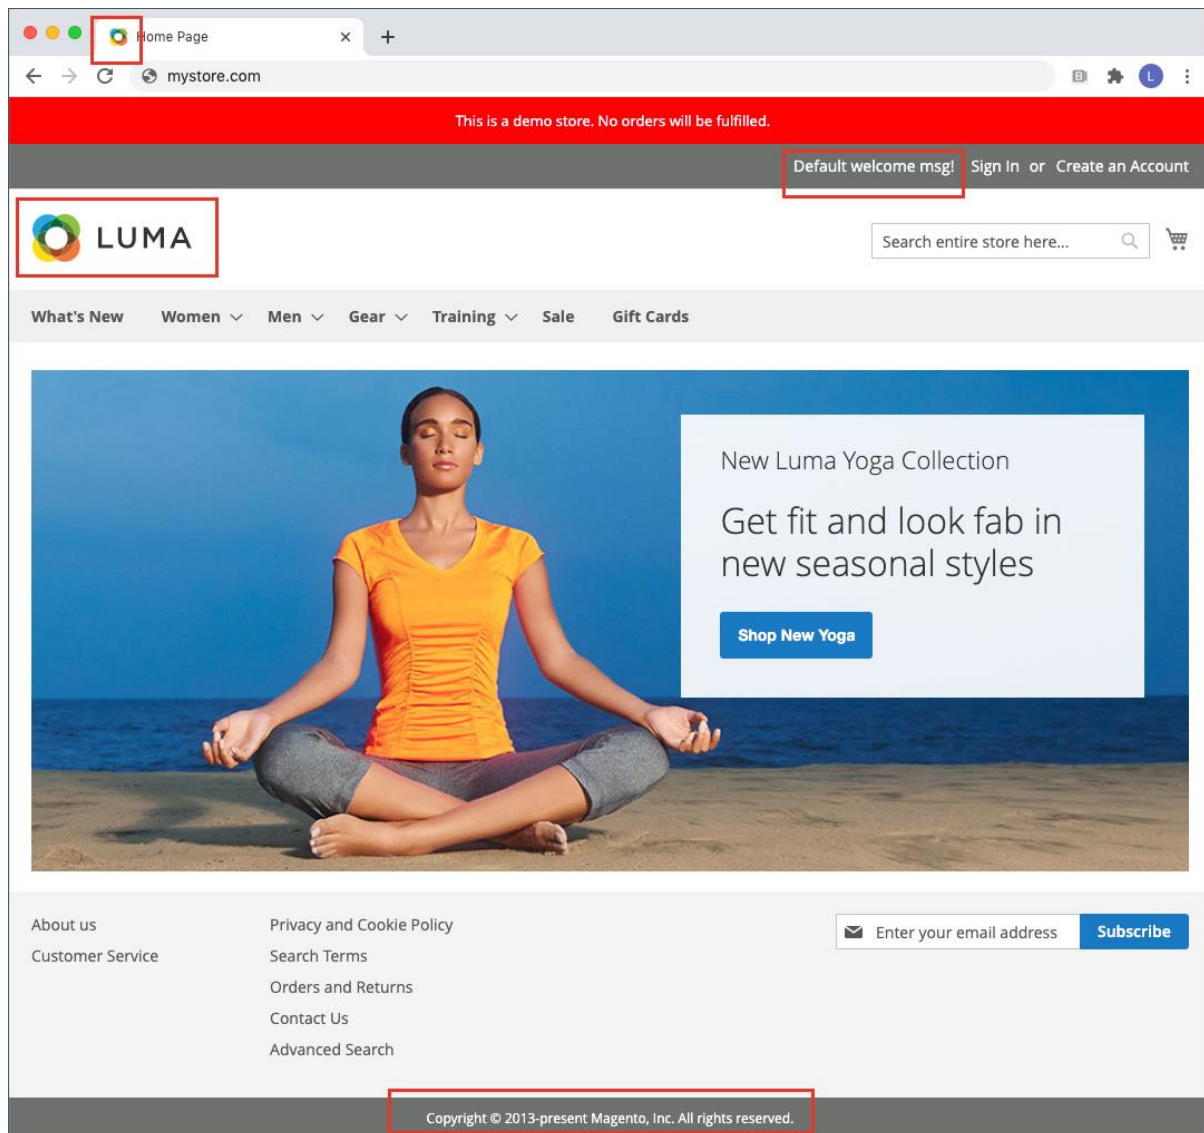 Home Page
mystore.com
B L
This is a demo store. No orders will be fulfilled.
Default welcome msg! Sign In or Create an Account
LUMA
Search entire store here...
What's New Women Men Gear Training Sale Gift Cards
New Luma Yoga Collection
Get fit and look fab in
new seasonal styles
Shop New Yoga
About us
Customer Service
Privacy and Cookie Policy
Search Terms
Orders and Returns
Contact Us
Advanced Search
Enter your email address Subscribe
Copyright © 2013-present Magento, Inc. All rights reserved.